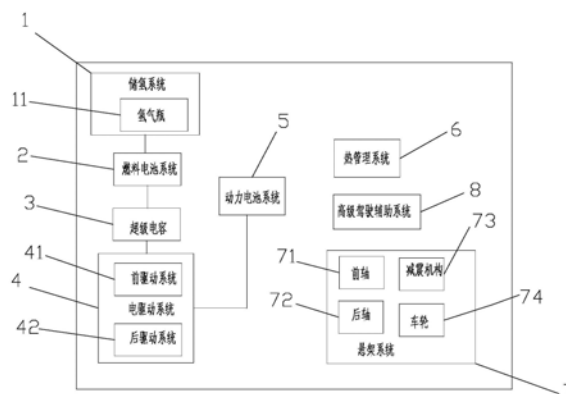 1
储氢系统
11
氢气瓶
2
燃料电池系统
3
超级电容
41
前驱动系统
4
电驱动系统
42
后驱动系统
5
动力电池系统
6
热管理系统
8
高级驾驶辅助系统
73
71
前轴
减震机构
72
后轴
74
车轮
悬架系统